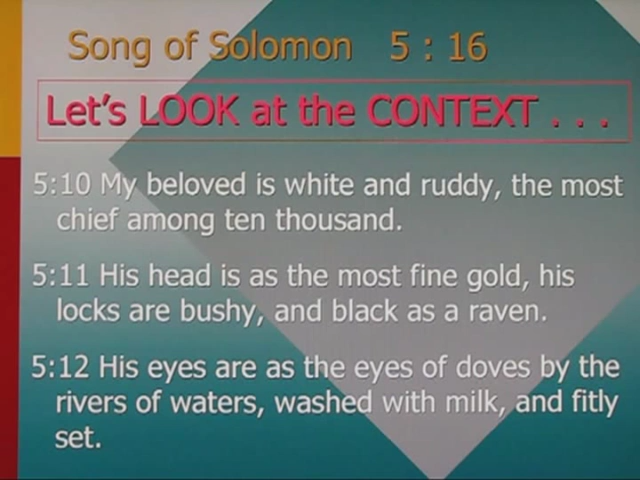 Song of Solomon 5 : 16
Let's LOOK at the CONTEXT . . .
5:10 My beloved is white and ruddy, the most
chief among ten thousand.
5:11 His head is as the most fine gold, his
locks are bushy, and black as a raven.
5:12 His eyes are as the eyes of doves by the
rivers of waters, washed with milk, and fitly
set.